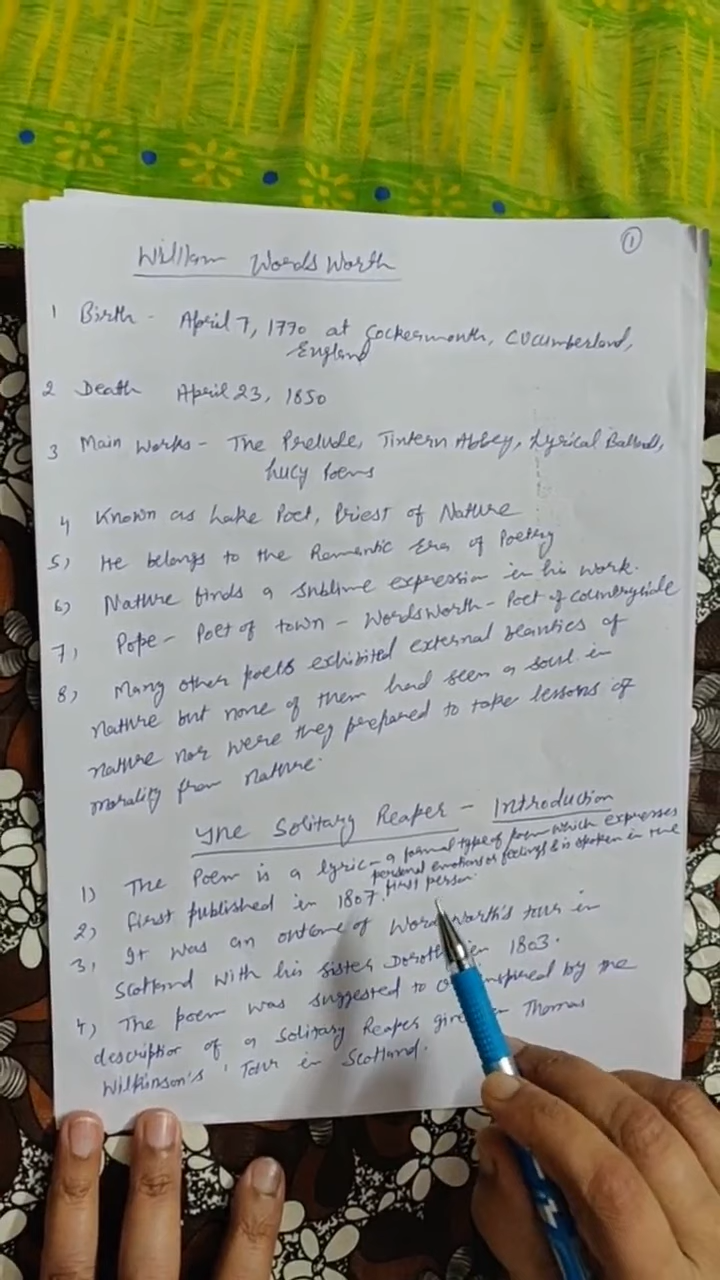 1
William Wordsworth
1 Birth - April 7, 1770 at Cockermouth, Cucumberland,
England
2 Death April 23, 1850
3 Main Works - The Prelude, Tintern Abbey, Lyrical Ballad,
Lucy Poems
4 Known as Lake Poet, Priest of Nature
5) He belongs to the Romantic Era of Poetry
6) Nature finds a sublime expression in his work.
7) Pope - Poet of town - Wordsworth - Poet of countryside
8) Many other poets exhibited external beauties of
nature but none of them had seen a soul in
nature nor were they prepared to take lessons of
morality from nature.
The Solitary Reaper - Introduction
1) The Poem is a lyric - a formal type of poem which expresses
personal emotions or feelings & is spoken in the
first person.
2) First published in 1807.
3) It was an outcome of Wordsworth's tour in
Scotland with his sister Doroth in 1803.
4) The poem was suggested to or inspired by the
description of a Solitary Reaper given in Thomas
Wilkinson's 'Tour in Scotland.